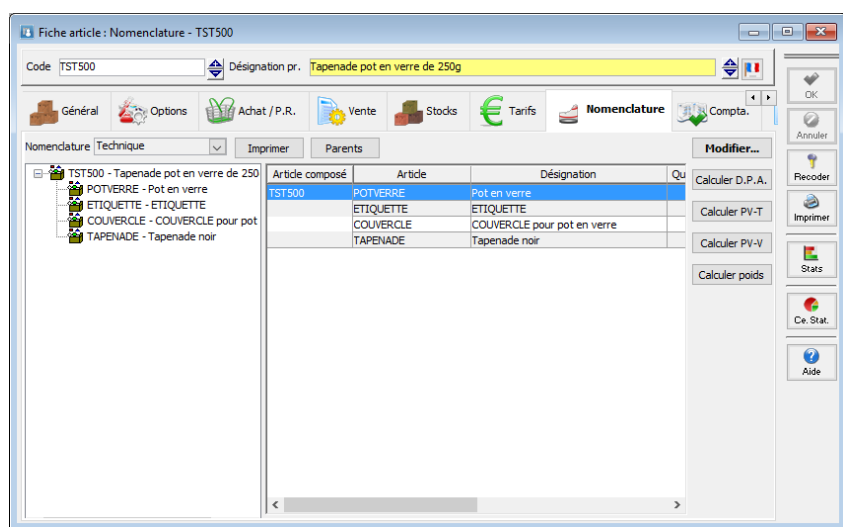 Fiche article : Nomenclature - TST500
Code TST500 Désignation pr. Tapenade pot en verre de 250g
Général Options Achat / P.R. Vente Stocks Tarifs Nomenclature Compta.
Nomenclature Technique Imprimer Parents Modifier...
TST500 - Tapenade pot en verre de 250
POTVERRE - Pot en verre
ETIQUETTE - ETIQUETTE
COUVERCLE - COUVERCLE pour pot
TAPENADE - Tapenade noir
Article composé Article Désignation Qu
TST500 POTVERRE Pot en verre
ETIQUETTE ETIQUETTE
COUVERCLE COUVERCLE pour pot en verre
TAPENADE Tapenade noir
Calculer D.P.A.
Calculer PV-T
Calculer PV-V
Calculer poids
OK
Annuler
Recoder
Imprimer
Stats
Ce. Stat.
Aide